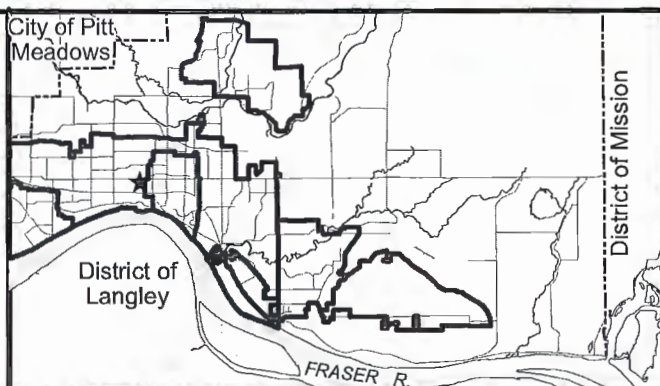 City of Pitt
Meadows
District of Mission
District of
Langley
FRASER R.